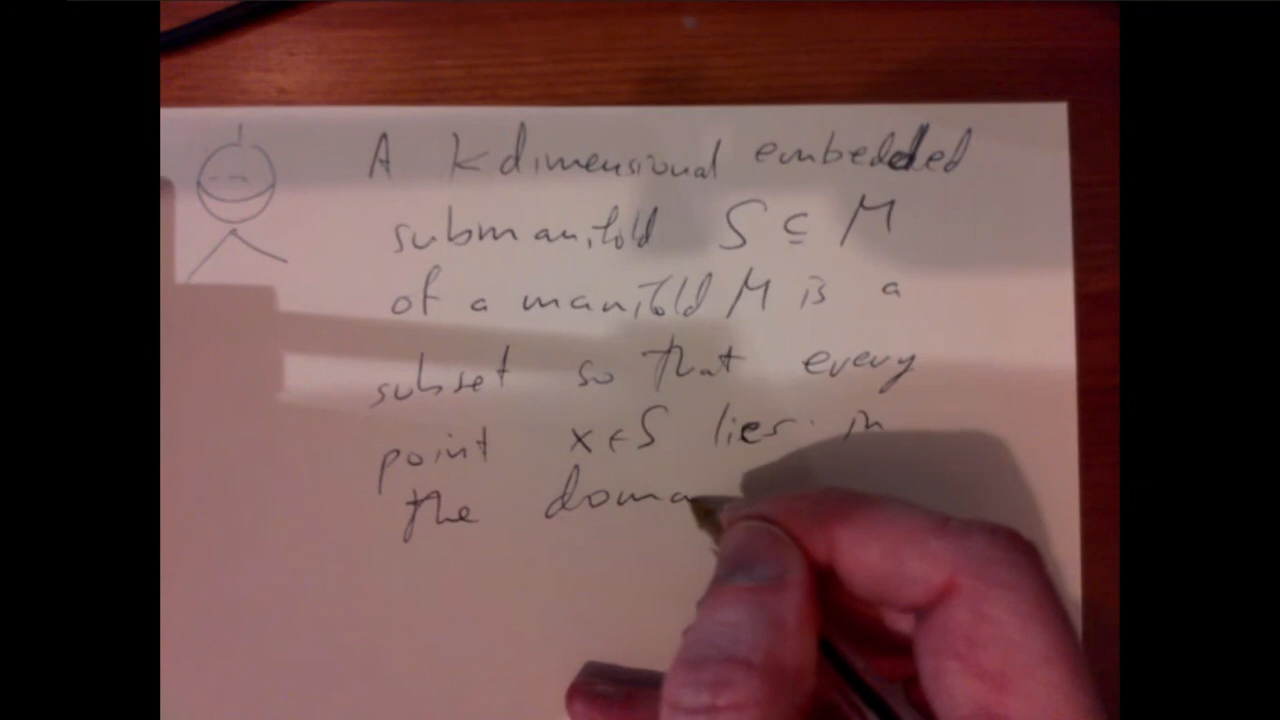 A k dimensional embedded
submanifold S ⊆ M
of a manifold M is a
subset so that every
point x ∈ S lies in
the doma